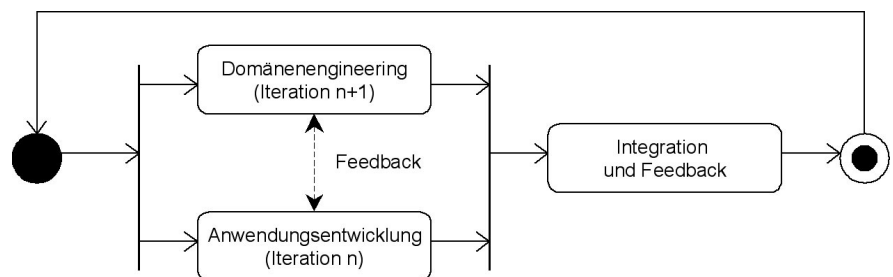 Domänenengineering
(Iteration n+1)
Feedback
Anwendungsentwicklung
(Iteration n)
Integration
und Feedback